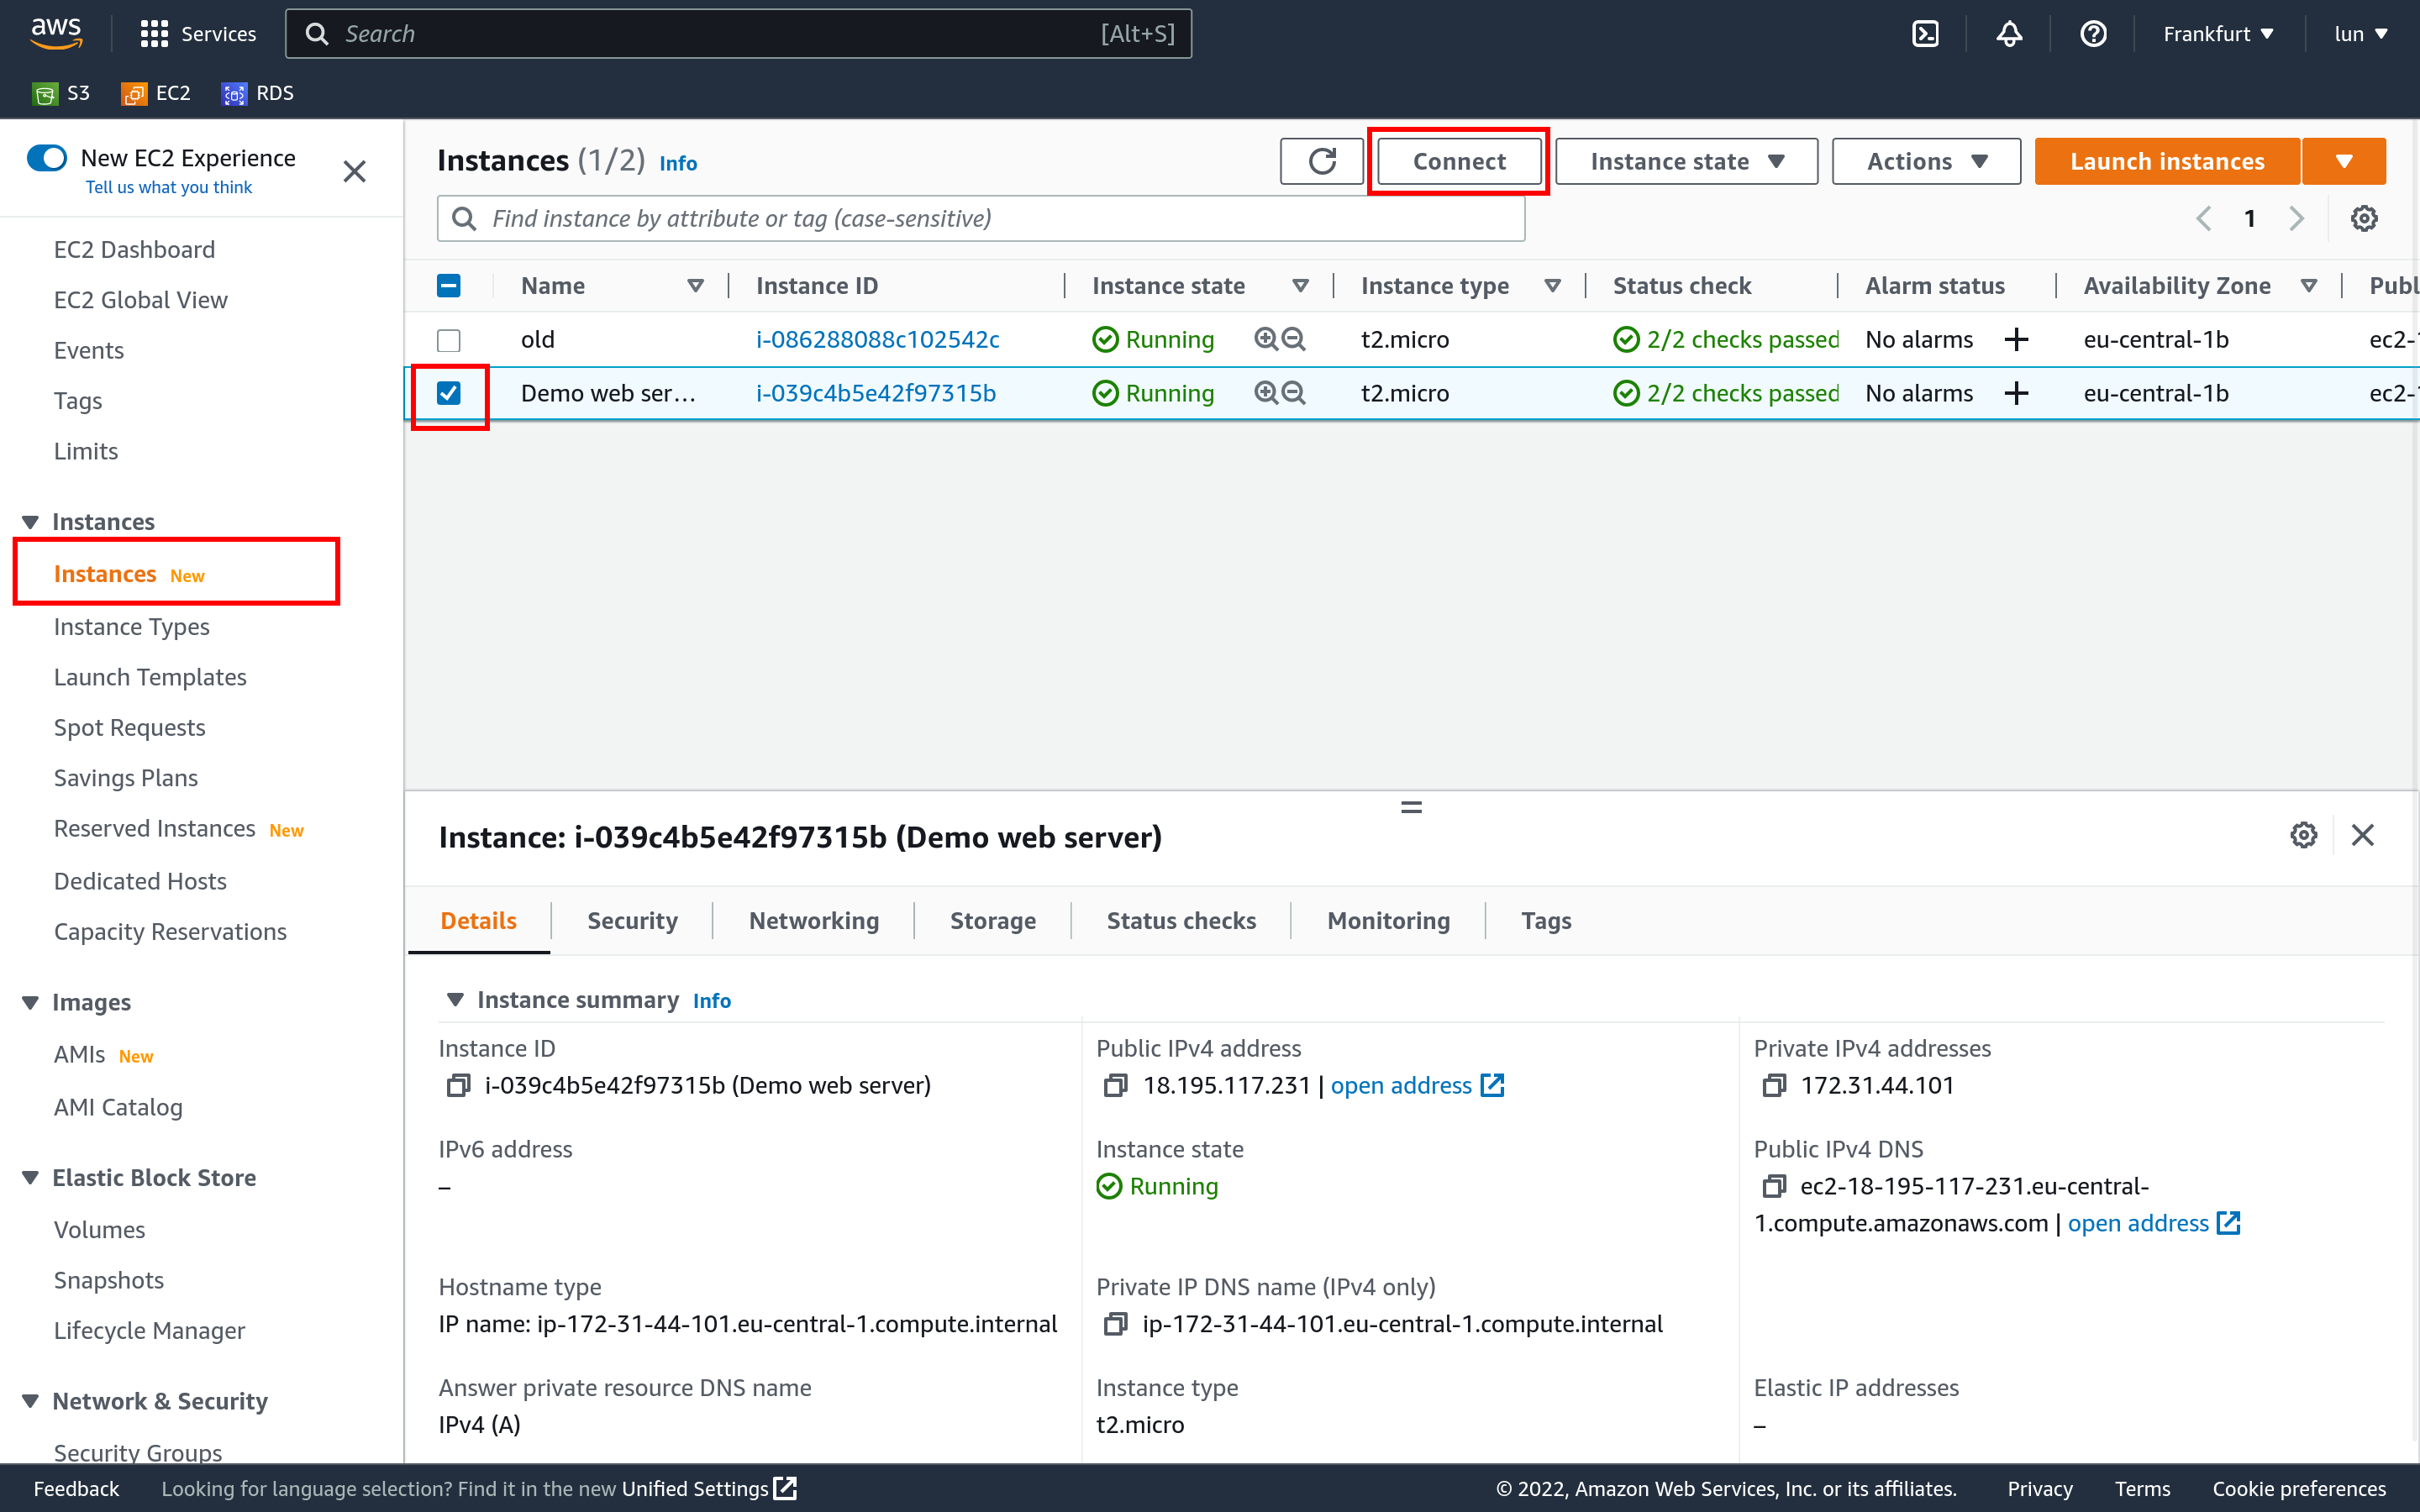 aws
Services
Search [Alt+S]
Frankfurt
lun
S3
EC2
RDS
New EC2 Experience
Tell us what you think
EC2 Dashboard
EC2 Global View
Events
Tags
Limits
Instances
Instances New
Instance Types
Launch Templates
Spot Requests
Savings Plans
Reserved Instances New
Dedicated Hosts
Capacity Reservations
Images
AMIs New
AMI Catalog
Elastic Block Store
Volumes
Snapshots
Lifecycle Manager
Network & Security
Security Groups
Instances (1/2) Info
Connect
Instance state
Actions
Launch instances
Find instance by attribute or tag (case-sensitive)
1
Name Instance ID Instance state Instance type Status check Alarm status Availability Zone Publ
old i-086288088c102542c Running t2.micro 2/2 checks passed No alarms eu-central-1b ec2-
Demo web ser... i-039c4b5e42f97315b Running t2.micro 2/2 checks passed No alarms eu-central-1b ec2-
Instance: i-039c4b5e42f97315b (Demo web server)
Details Security Networking Storage Status checks Monitoring Tags
Instance summary Info
Instance ID
i-039c4b5e42f97315b (Demo web server)
Public IPv4 address
18.195.117.231 | open address
Private IPv4 addresses
172.31.44.101
IPv6 address
–
Instance state
Running
Public IPv4 DNS
ec2-18-195-117-231.eu-central-
1.compute.amazonaws.com | open address
Hostname type
IP name: ip-172-31-44-101.eu-central-1.compute.internal
Private IP DNS name (IPv4 only)
ip-172-31-44-101.eu-central-1.compute.internal
Answer private resource DNS name
IPv4 (A)
Instance type
t2.micro
Elastic IP addresses
–
Feedback
Looking for language selection? Find it in the new Unified Settings
© 2022, Amazon Web Services, Inc. or its affiliates.
Privacy
Terms
Cookie preferences